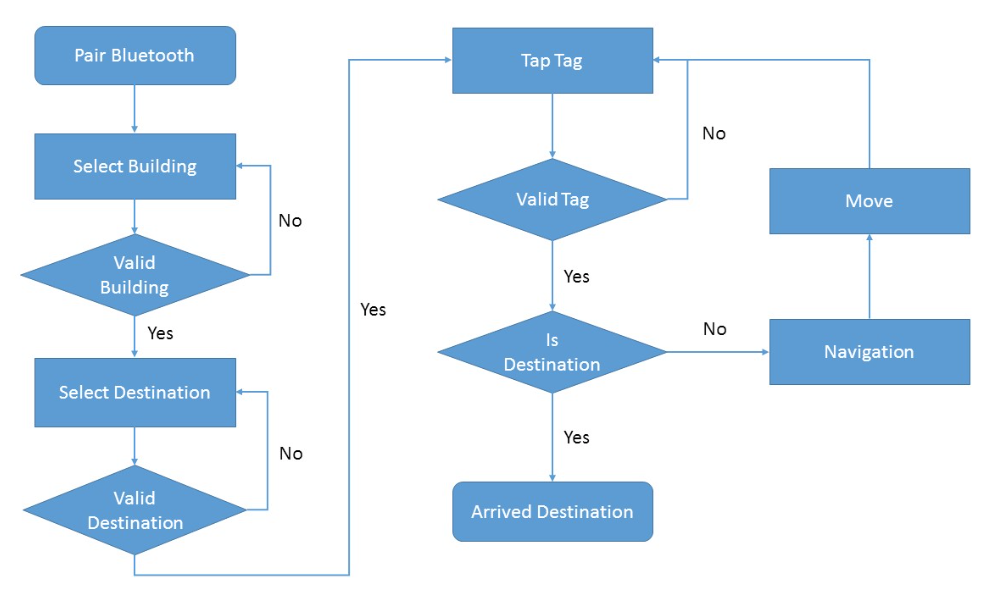 Pair Bluetooth
Select Building
No
Valid
Building
Yes
Select Destination
No
Valid
Destination
Yes
Tap Tag
No
Valid Tag
Yes
Is
Destination
No
Navigation
Move
Yes
Arrived Destination